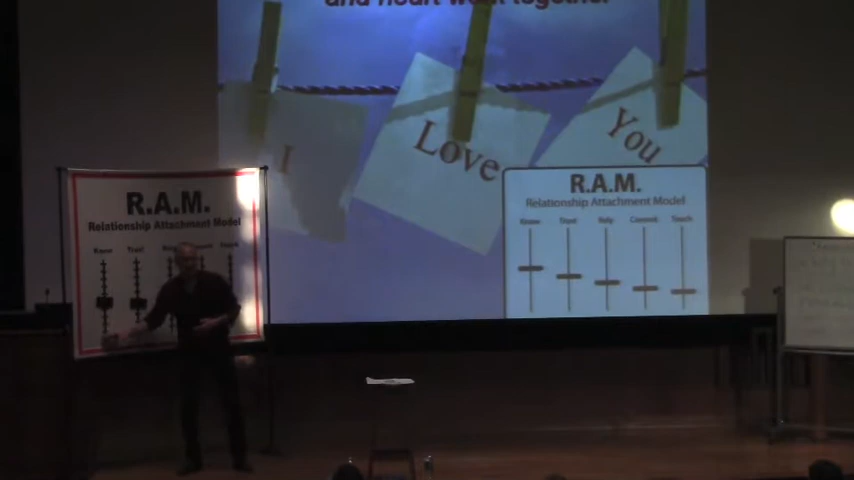 and heart work together
I
Love
You
R.A.M.
Relationship Attachment Model
Know Trust Rely Commit Touch
R.A.M.
Relationship Attachment Model
Know Trust Touch